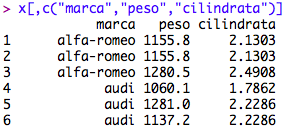 > x[,c("marca","peso","cilindrata")]
marca peso cilindrata
1 alfa-romeo 1155.8 2.1303
2 alfa-romeo 1155.8 2.1303
3 alfa-romeo 1280.5 2.4908
4 audi 1060.1 1.7862
5 audi 1281.0 2.2286
6 audi 1137.2 2.2286